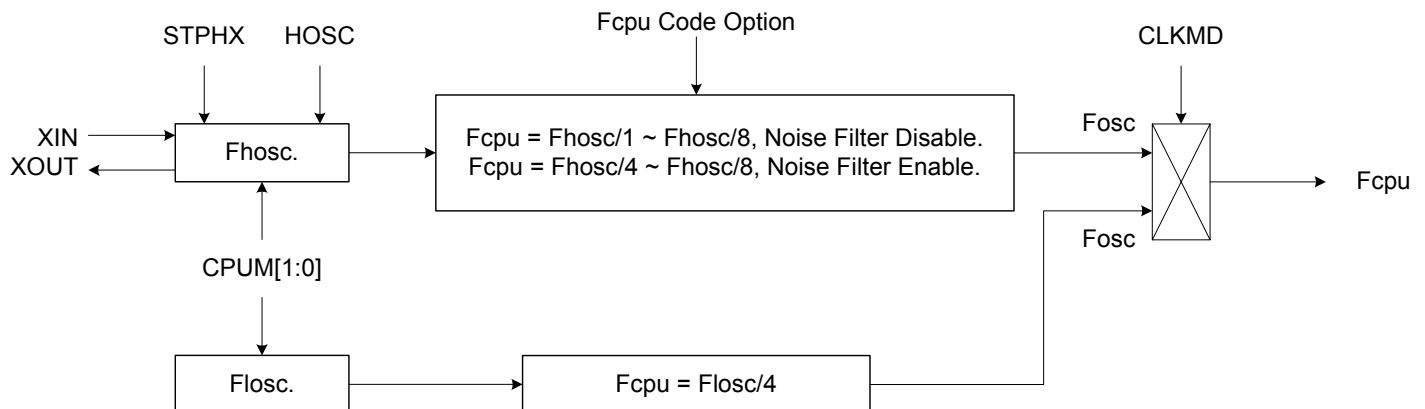 Fcpu Code Option
STPHX
HOSC
CLKMD
XIN
XOUT
Fhosc.
Fcpu = Fhosc/1 ~ Fhosc/8, Noise Filter Disable.
Fcpu = Fhosc/4 ~ Fhosc/8, Noise Filter Enable.
Fosc
Fcpu
Fosc
CPUM[1:0]
Flosc.
Fcpu = Flosc/4